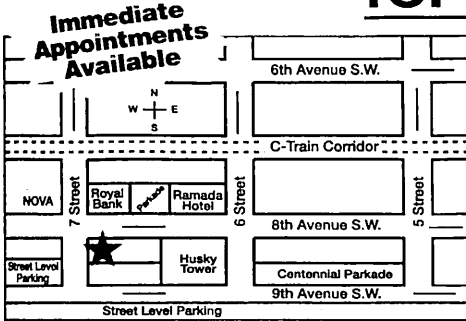 Immediate
Appointments
Available
6th Avenue S.W.
N
W E
S
C-Train Corridor
NOVA
7 Street
Royal
Bank
Parkade
Ramada
Hotel
6 Street
5 Street
8th Avenue S.W.
Husky
Tower
Street Level
Parking
Centennial Parkade
9th Avenue S.W.
Street Level Parking